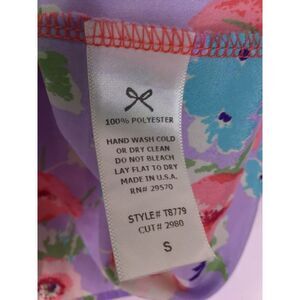 100% POLYESTER
HAND WASH COLD
OR DRY CLEAN
DO NOT BLEACH
LAY FLAT TO DRY
MADE IN U.S.A.
RN# 29570
STYLE# T8779
CUT# 2980
S